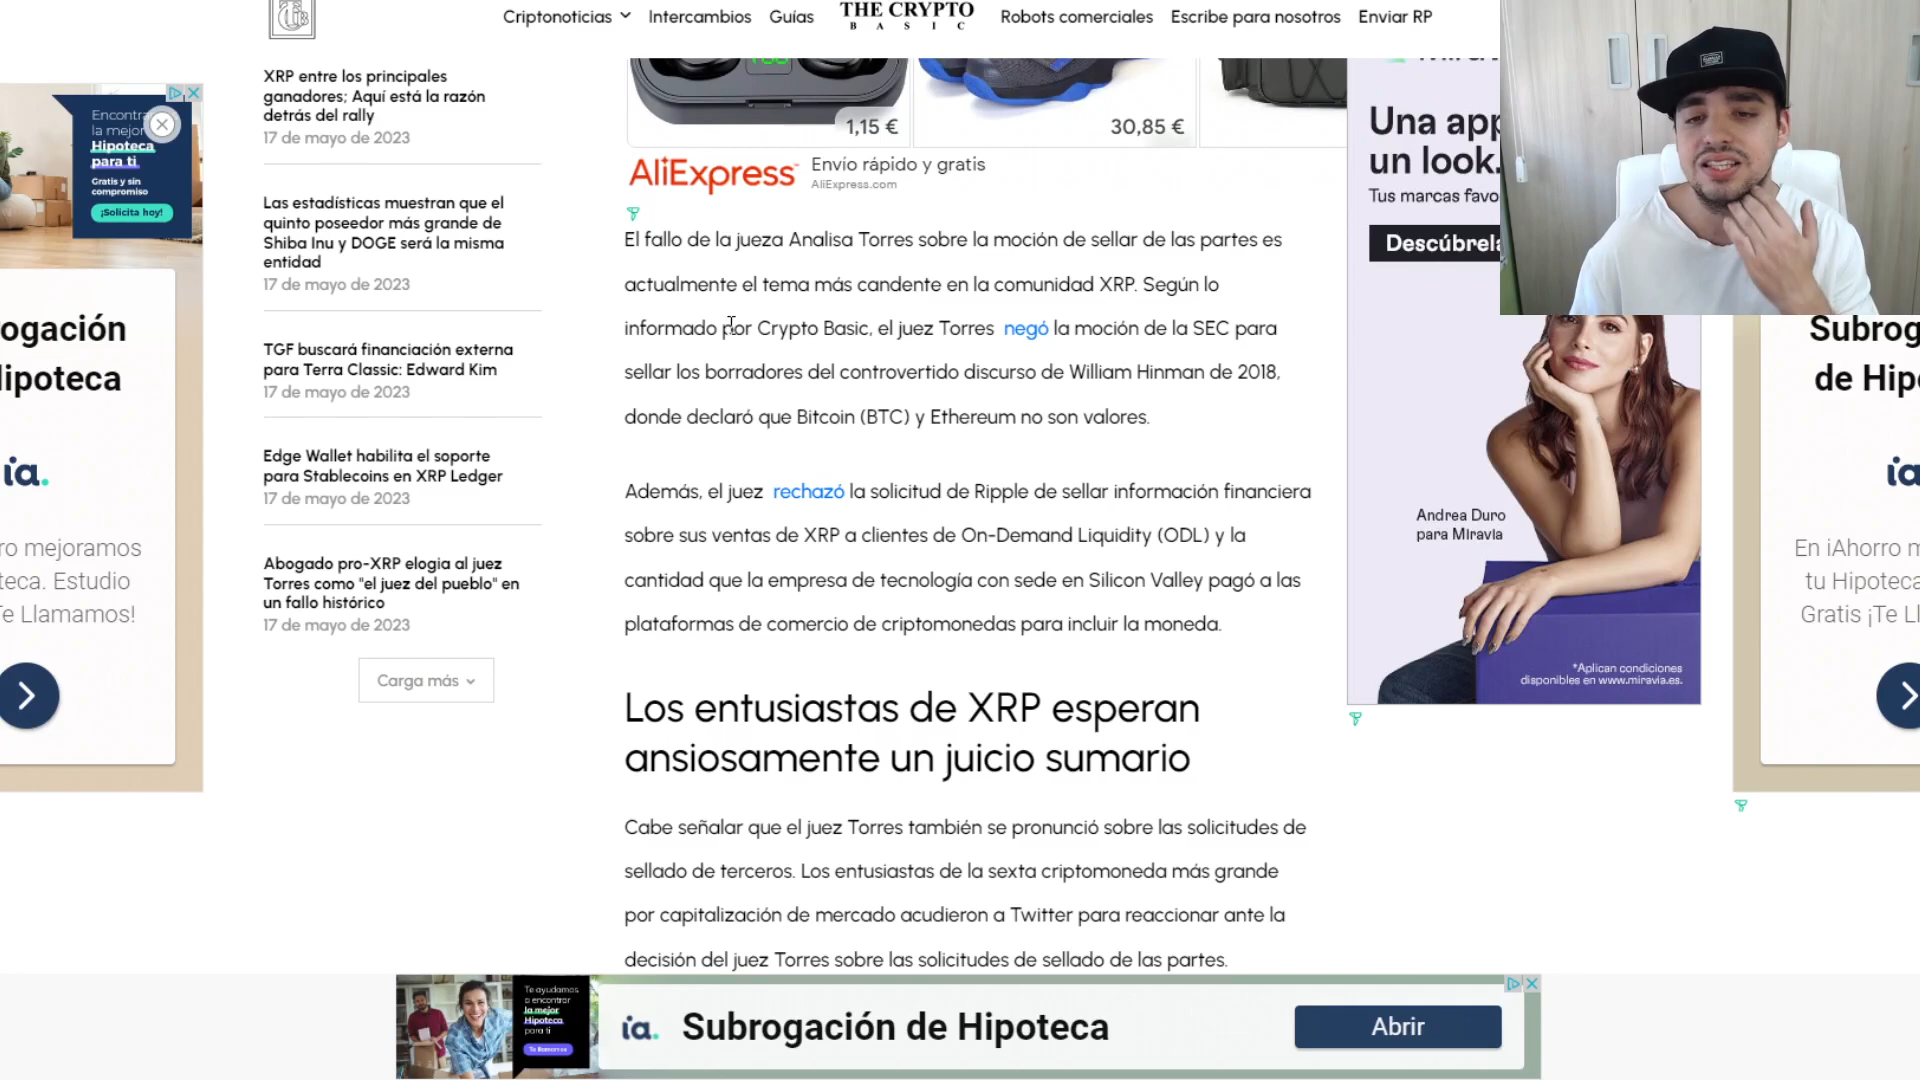 Criptonoticias
Intercambios
Guías
THE CRYPTO
BASIC
Robots comerciales
Escribe para nosotros
Enviar RP
XRP entre los principales
ganadores; Aquí está la razón
detrás del rally
17 de mayo de 2023
Las estadísticas muestran que el
quinto poseedor más grande de
Shiba Inu y DOGE será la misma
entidad
17 de mayo de 2023
TGF buscará financiación externa
para Terra Classic: Edward Kim
17 de mayo de 2023
Edge Wallet habilita el soporte
para Stablecoins en XRP Ledger
17 de mayo de 2023
Abogado pro-XRP elogia al juez
Torres como "el juez del pueblo" en
un fallo histórico
17 de mayo de 2023
Carga más
Encontra
la mejor
Hipoteca
para ti
Gratis y sin
compromiso
¡Solicita hoy!
ogación
ipoteca
ia.
ro mejoramos
teca. Estudio
Te Llamamos!
1,15 €
30,85 €
AliExpress
Envío rápido y gratis
AliExpress.com
El fallo de la jueza Analisa Torres sobre la moción de sellar de las partes es
actualmente el tema más candente en la comunidad XRP. Según lo
informado por Crypto Basic, el juez Torres negó la moción de la SEC para
sellar los borradores del controvertido discurso de William Hinman de 2018,
donde declaró que Bitcoin (BTC) y Ethereum no son valores.
Además, el juez rechazó la solicitud de Ripple de sellar información financiera
sobre sus ventas de XRP a clientes de On-Demand Liquidity (ODL) y la
cantidad que la empresa de tecnología con sede en Silicon Valley pagó a las
plataformas de comercio de criptomonedas para incluir la moneda.
Los entusiastas de XRP esperan
ansiosamente un juicio sumario
Cabe señalar que el juez Torres también se pronunció sobre las solicitudes de
sellado de terceros. Los entusiastas de la sexta criptomoneda más grande
por capitalización de mercado acudieron a Twitter para reaccionar ante la
decisión del juez Torres sobre las solicitudes de sellado de las partes.
Una app
un look.
Tus marcas favo
Descúbrela
Andrea Duro
para Miravia
*Aplican condiciones
disponibles en www.miravia.es.
Subrog
de Hip
ia
En iAhorro m
tu Hipoteca
Gratis ¡Te Ll
Te ayudamos
a encontrar
la mejor
Hipoteca
para ti
Te llamamos
ia.
Subrogación de Hipoteca
Abrir